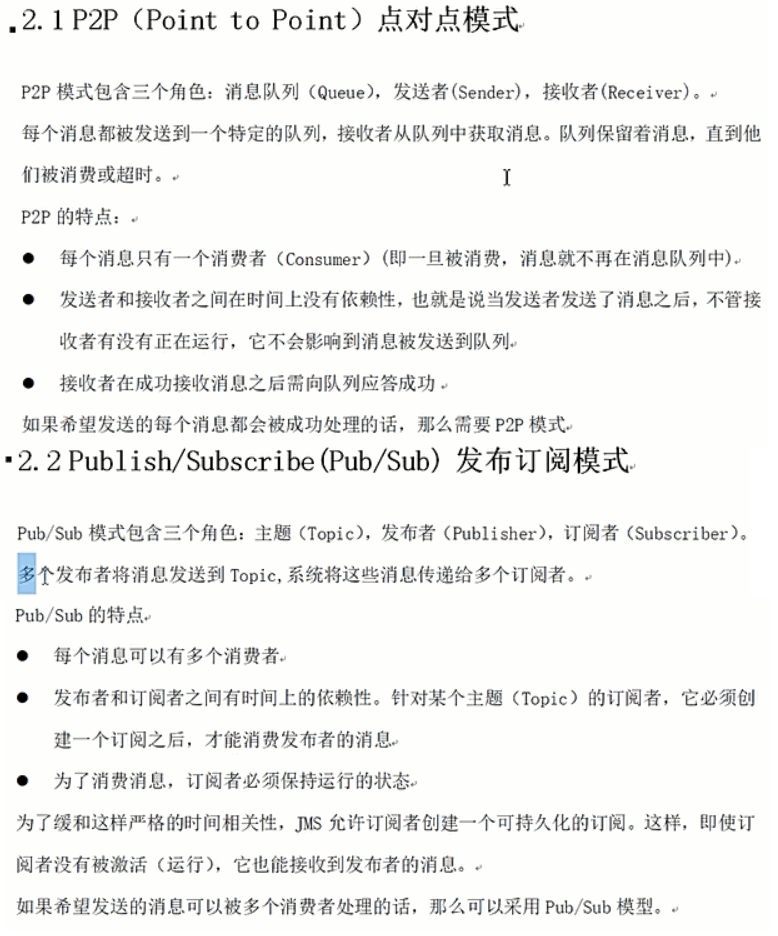 2.1 P2P（Point to Point）点对点模式
P2P 模式包含三个角色：消息队列（Queue），发送者(Sender)，接收者(Receiver)。
每个消息都被发送到一个特定的队列，接收者从队列中获取消息。队列保留着消息，直到他
们被消费或超时。
P2P 的特点：
● 每个消息只有一个消费者（Consumer）(即一旦被消费，消息就不再在消息队列中)
● 发送者和接收者之间在时间上没有依赖性，也就是说当发送者发送了消息之后，不管接
收者有没有正在运行，它不会影响到消息被发送到队列
● 接收者在成功接收消息之后需向队列应答成功
如果希望发送的每个消息都会被成功处理的话，那么需要 P2P 模式
2.2 Publish/Subscribe(Pub/Sub) 发布订阅模式
Pub/Sub 模式包含三个角色：主题（Topic），发布者（Publisher），订阅者（Subscriber）。
多个发布者将消息发送到 Topic,系统将这些消息传递给多个订阅者。
Pub/Sub 的特点
● 每个消息可以有多个消费者
● 发布者和订阅者之间有时间上的依赖性。针对某个主题（Topic）的订阅者，它必须创
建一个订阅之后，才能消费发布者的消息
● 为了消费消息，订阅者必须保持运行的状态
为了缓和这样严格的时间相关性，JMS 允许订阅者创建一个可持久化的订阅。这样，即使订
阅者没有被激活（运行），它也能接收到发布者的消息。
如果希望发送的消息可以被多个消费者处理的话，那么可以采用 Pub/Sub 模型。